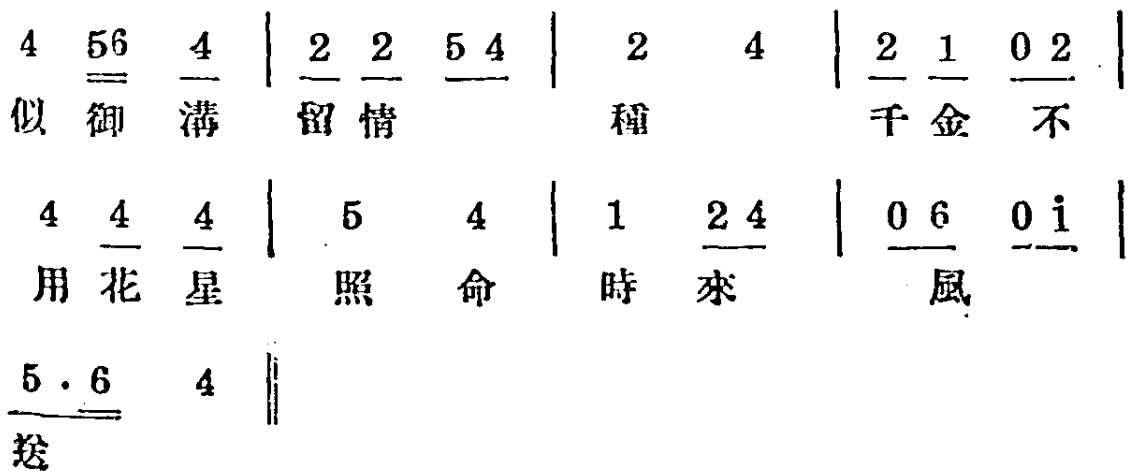 4 56 4 | 2 2 5 4 | 2 4 | 2 1 0 2 |
似 御 溝 留 情 種 千 金 不
4 4 4 | 5 4 | 1 2 4 | 0 6 0 i |
用 花 星 照 命 時 來 風
5 . 6 4 ‖
送